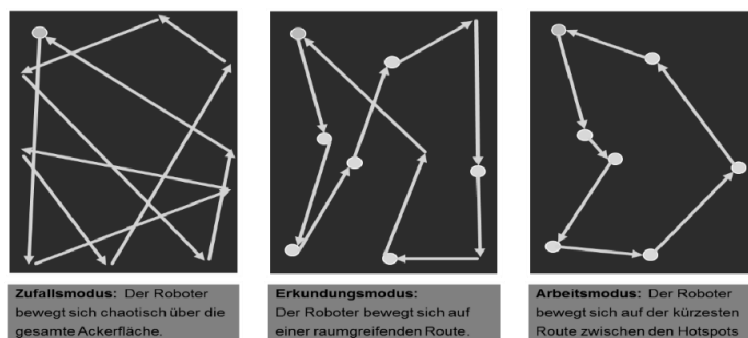 Zufallsmodus: Der Roboter
bewegt sich chaotisch über die
gesamte Ackerfläche.
Erkundungsmodus:
Der Roboter bewegt sich auf
einer raumgreifenden Route.
Arbeitsmodus: Der Roboter
bewegt sich auf der kürzesten
Route zwischen den Hotspots